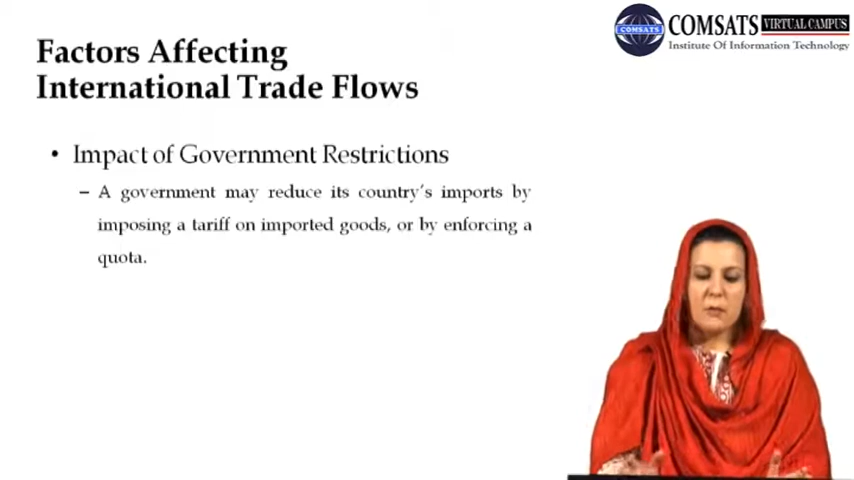 COMSATS VIRTUAL CAMPUS
COMSATS Institute Of Information Technology
Factors Affecting
International Trade Flows
• Impact of Government Restrictions
– A government may reduce its country's imports by
imposing a tariff on imported goods, or by enforcing a
quota.